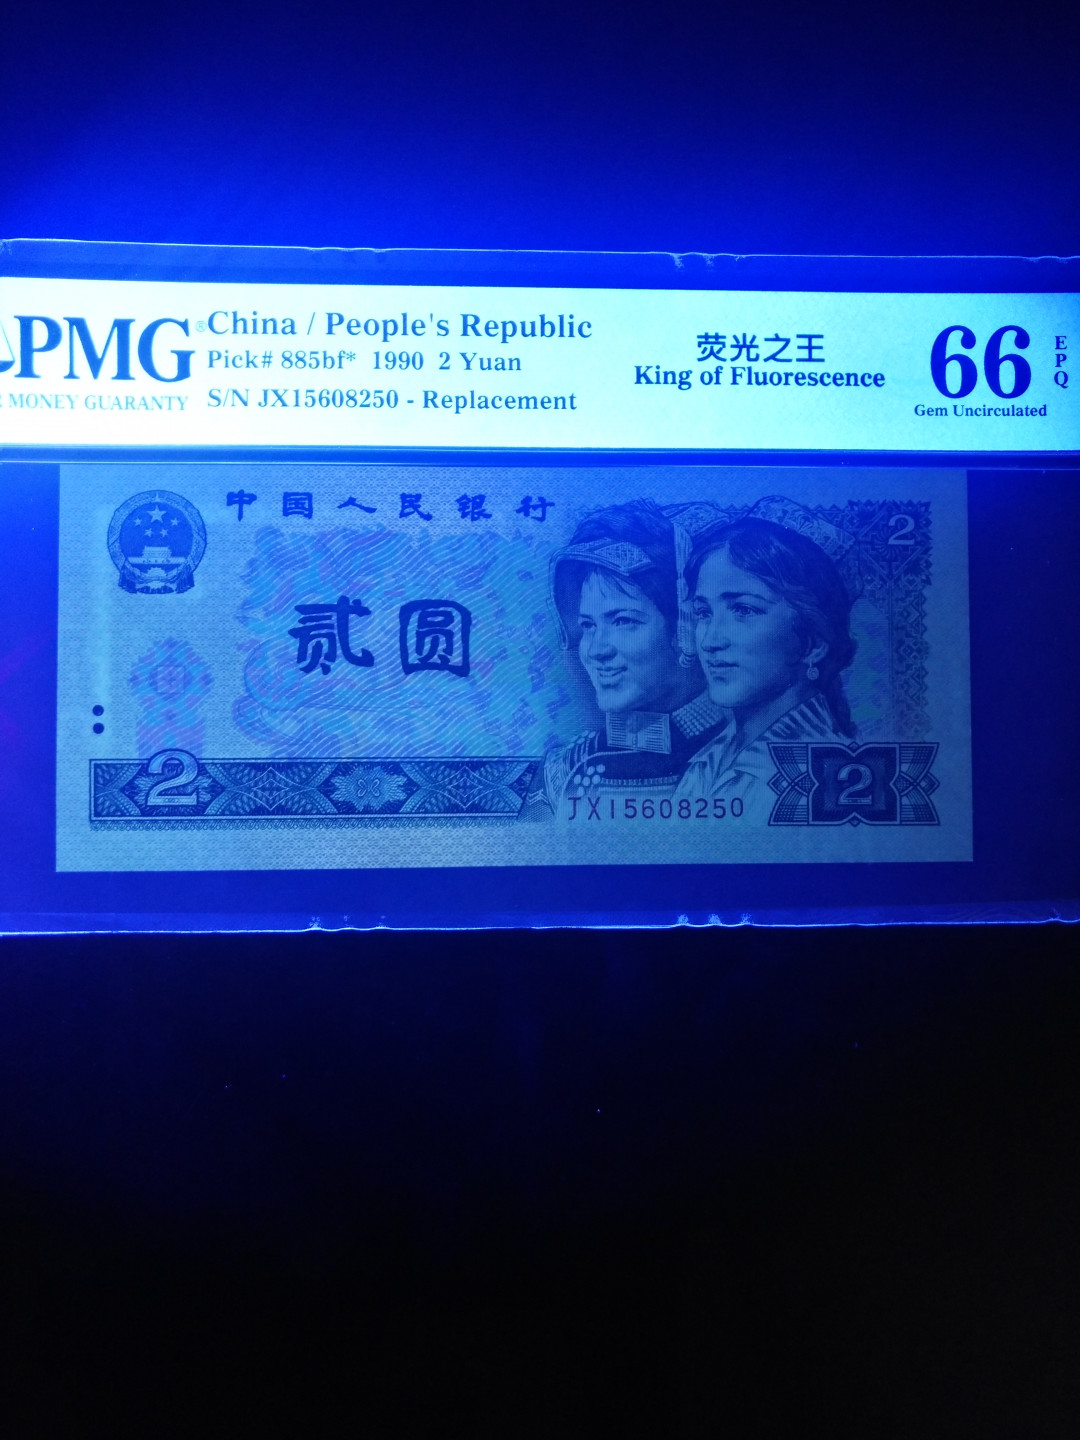 PMG®
MONEY GUARANTY
China / People's Republic
Pick# 885bf* 1990 2 Yuan
S/N JX15608250 - Replacement
荧光之王
King of Fluorescence
66
EPQ
Gem Uncirculated
中国人民银行
2
贰圆
2
2
JX15608250